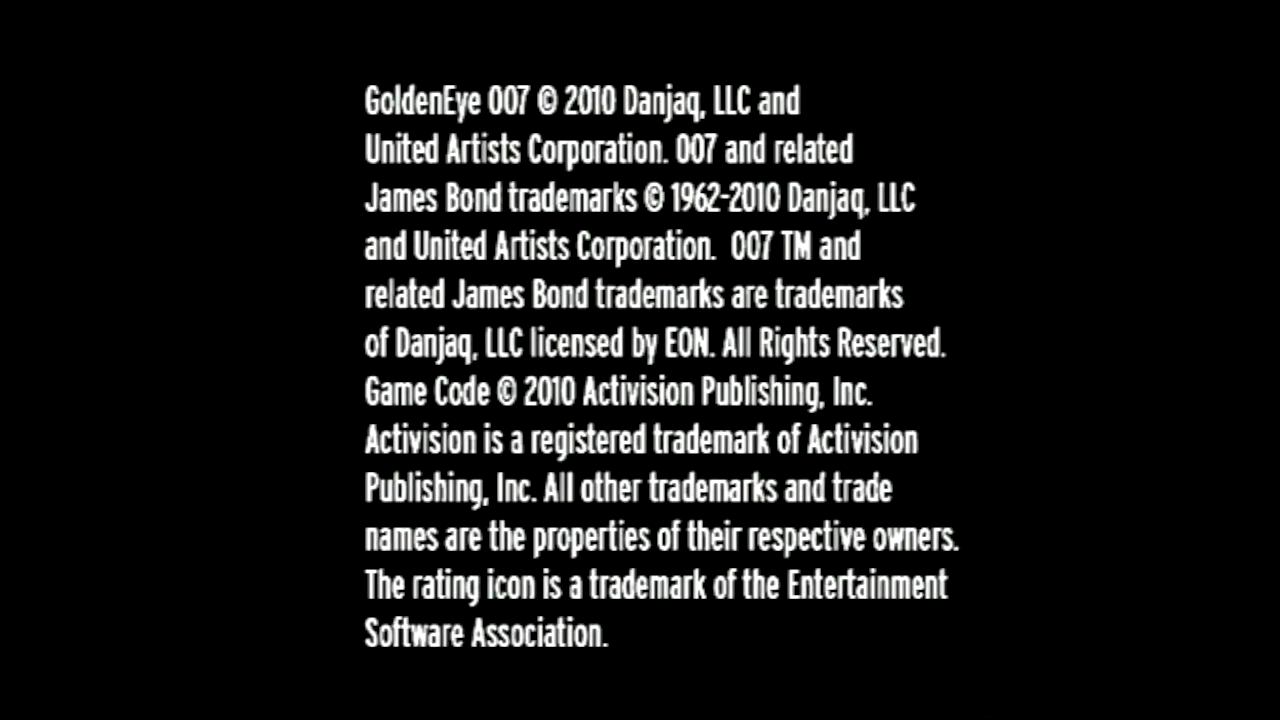 GoldenEye 007 © 2010 Danjaq, LLC and
United Artists Corporation. 007 and related
James Bond trademarks © 1962-2010 Danjaq, LLC
and United Artists Corporation.  007 TM and
related James Bond trademarks are trademarks
of Danjaq, LLC licensed by EON. All Rights Reserved.
Game Code © 2010 Activision Publishing, Inc.
Activision is a registered trademark of Activision
Publishing, Inc. All other trademarks and trade
names are the properties of their respective owners.
The rating icon is a trademark of the Entertainment
Software Association.